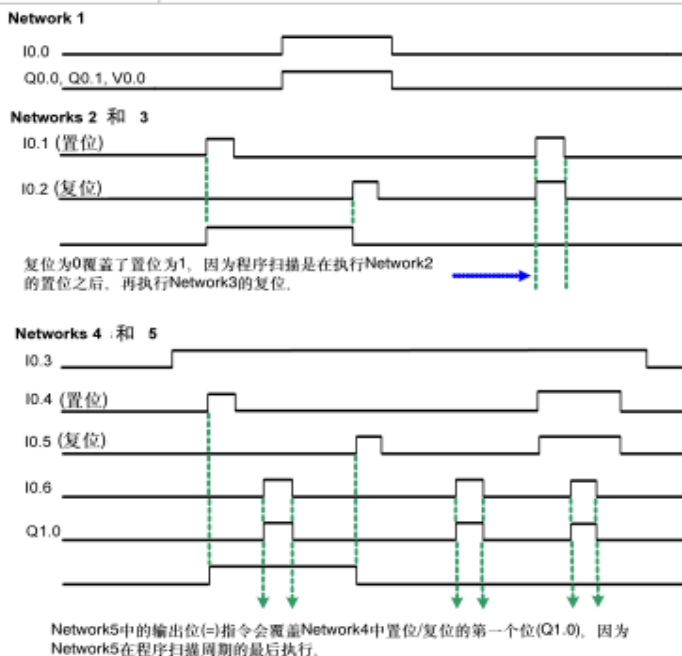 Network 1
I0.0
Q0.0, Q0.1, V0.0
Networks 2 和 3
I0.1 (置位)
I0.2 (复位)
复位为0覆盖了置位为1, 因为程序扫描是在执行Network2
的置位之后, 再执行Network3的复位.
Networks 4 和 5
I0.3
I0.4 (置位)
I0.5 (复位)
I0.6
Q1.0
Network5中的输出位(=)指令会覆盖Network4中置位/复位的第一个位(Q1.0), 因为
Network5在程序扫描周期的最后执行.